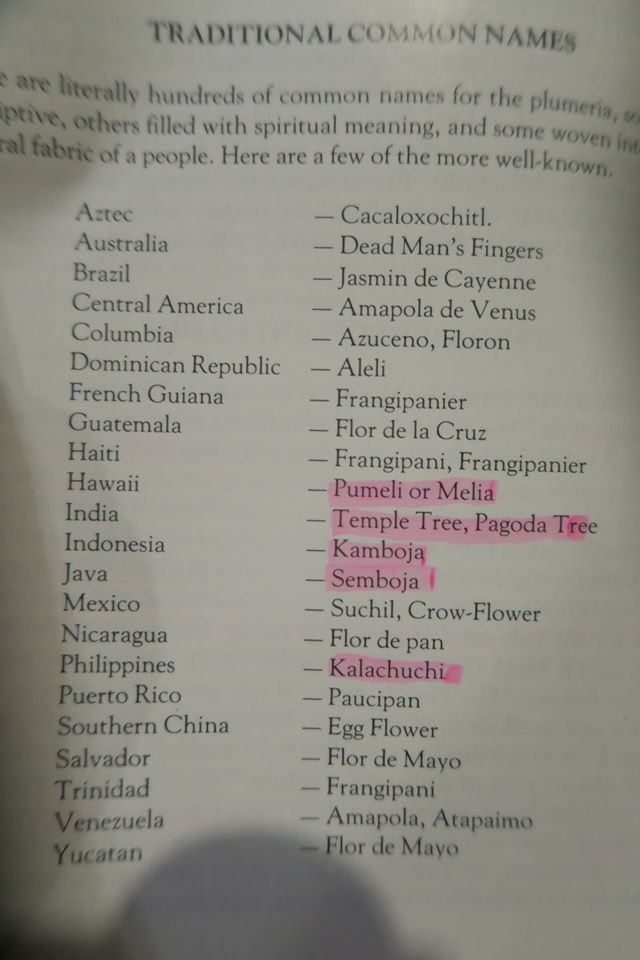 TRADITIONAL COMMON NAMES
e are literally hundreds of common names for the plumeria, so
iptive, others filled with spiritual meaning, and some woven int
ral fabric of a people. Here are a few of the more well-known.
Aztec — Cacaloxochitl.
Australia — Dead Man's Fingers
Brazil — Jasmin de Cayenne
Central America — Amapola de Venus
Columbia — Azuceno, Floron
Dominican Republic — Aleli
French Guiana — Frangipanier
Guatemala — Flor de la Cruz
Haiti — Frangipani, Frangipanier
Hawaii — Pumeli or Melia
India — Temple Tree, Pagoda Tree
Indonesia — Kamboja
Java — Semboja
Mexico — Suchil, Crow-Flower
Nicaragua — Flor de pan
Philippines — Kalachuchi
Puerto Rico — Paucipan
Southern China — Egg Flower
Salvador — Flor de Mayo
Trinidad — Frangipani
Venezuela — Amapola, Atapaimo
Yucatan — Flor de Mayo